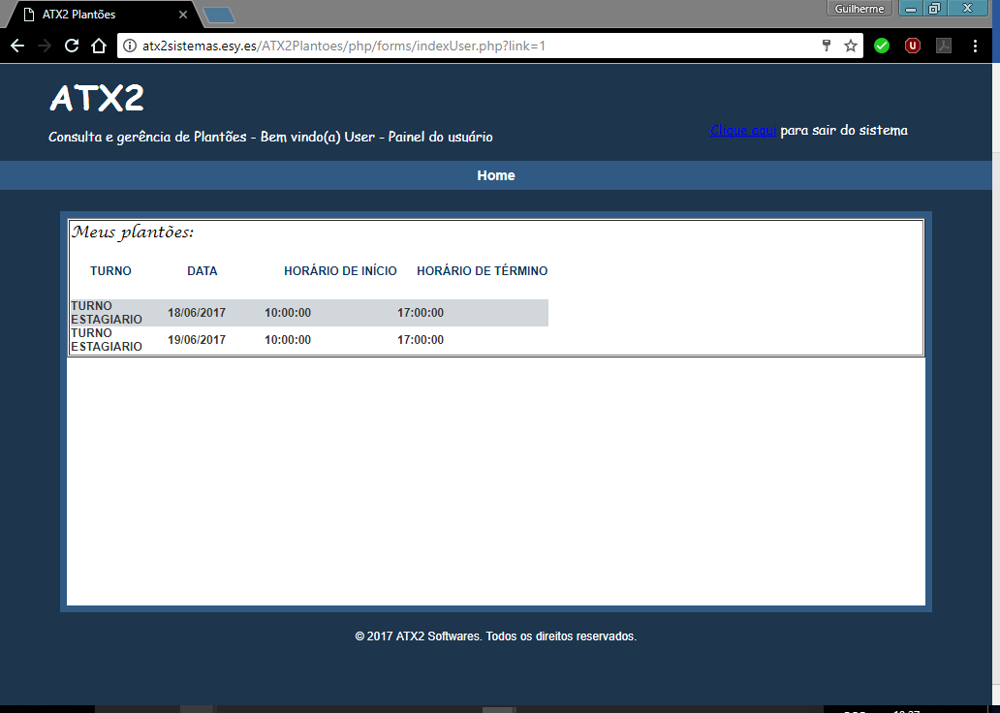 ATX2 Plantões
Guilherme
atx2sistemas.esy.es/ATX2Plantoes/php/forms/indexUser.php?link=1
ATX2
Consulta e gerência de Plantões - Bem vindo(a) User - Painel do usuário
Clique aqui para sair do sistema
Home
Meus plantões:
TURNO DATA HORÁRIO DE INÍCIO HORÁRIO DE TÉRMINO
TURNO
ESTAGIARIO 18/06/2017 10:00:00 17:00:00
TURNO
ESTAGIARIO 19/06/2017 10:00:00 17:00:00
© 2017 ATX2 Softwares. Todos os direitos reservados.